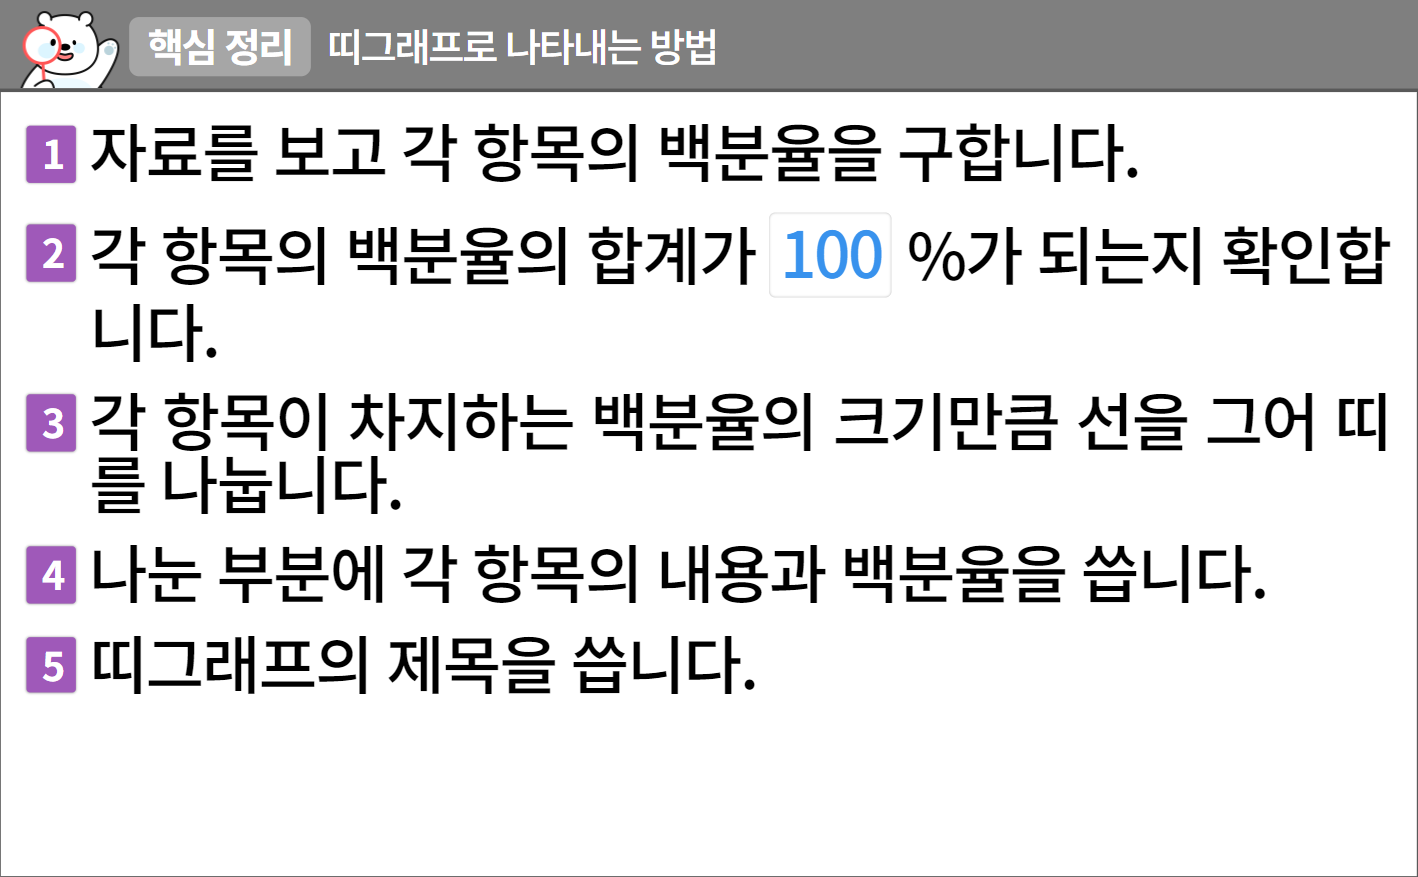 핵심 정리 띠그래프로 나타내는 방법
1 자료를 보고 각 항목의 백분율을 구합니다.
2 각 항목의 백분율의 합계가 100 %가 되는지 확인합
니다.
3 각 항목이 차지하는 백분율의 크기만큼 선을 그어 띠
를 나눕니다.
4 나눈 부분에 각 항목의 내용과 백분율을 씁니다.
5 띠그래프의 제목을 씁니다.